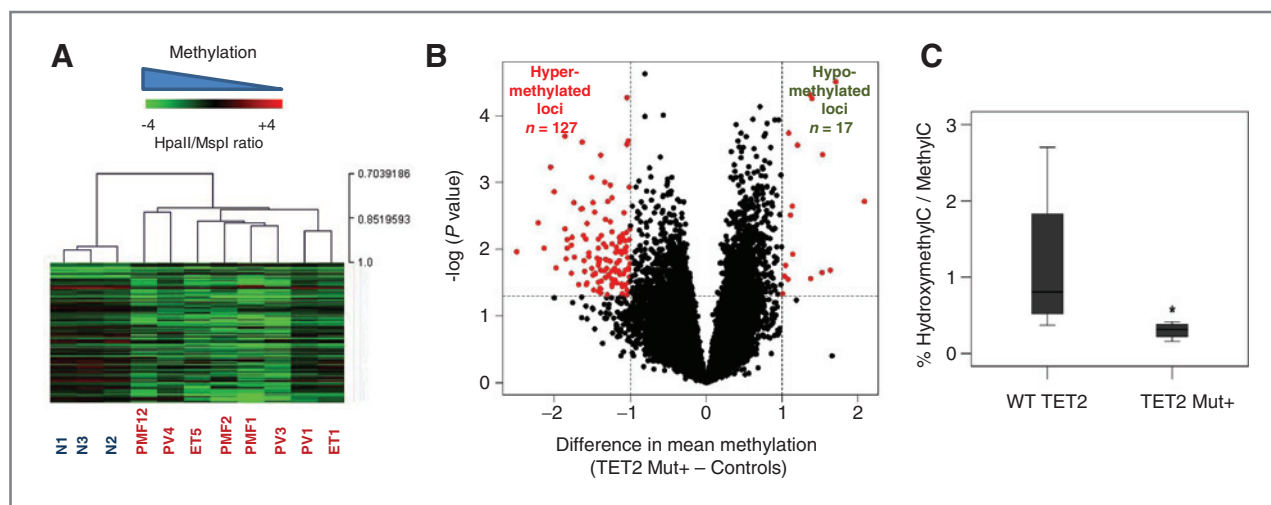 A
Methylation
-4
+4
HpaII/MspI ratio
0.7039186
0.8519593
1.0
N1
N3
N2
PMF12
PV4
ET5
PMF2
PMF1
PV3
PV1
ET1
B
Hyper-
methylated
loci
n = 127
Hypo-
methylated
loci
n = 17
-log (P value)
4
3
2
1
0
−2
−1
0
1
2
Difference in mean methylation
(TET2 Mut+ – Controls)
C
% HydroxymethylC / MethylC
3
2
1
0
*
WT TET2
TET2 Mut+